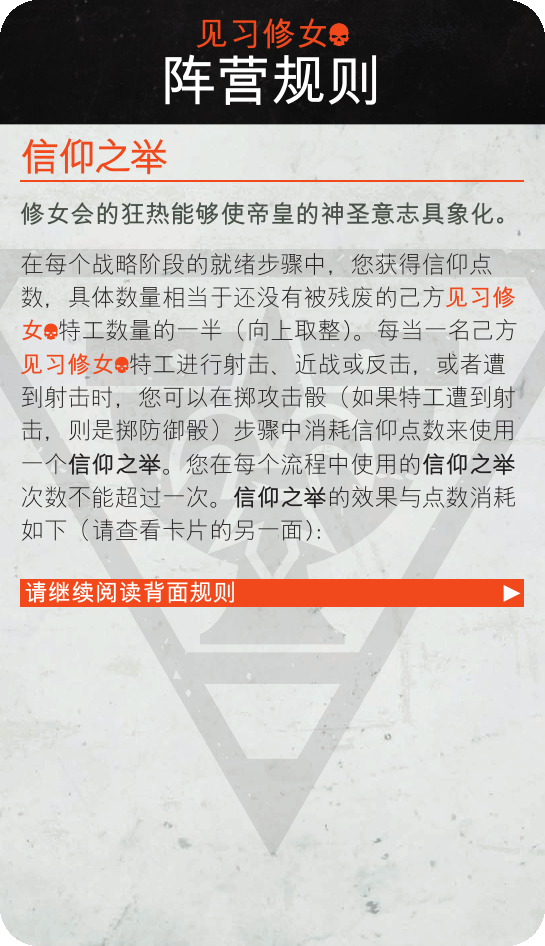 见习修女
阵营规则
信仰之举
修女会的狂热能够使帝皇的神圣意志具象化。
在每个战略阶段的就绪步骤中，您获得信仰点
数，具体数量相当于还没有被残废的己方见习修
女特工数量的一半（向上取整）。每当一名己方
见习修女特工进行射击、近战或反击，或者遭
到射击时，您可以在掷攻击骰（如果特工遭到射
击，则是掷防御骰）步骤中消耗信仰点数来使用
一个信仰之举。您在每个流程中使用的信仰之举
次数不能超过一次。信仰之举的效果与点数消耗
如下（请查看卡片的另一面）：
请继续阅读背面规则